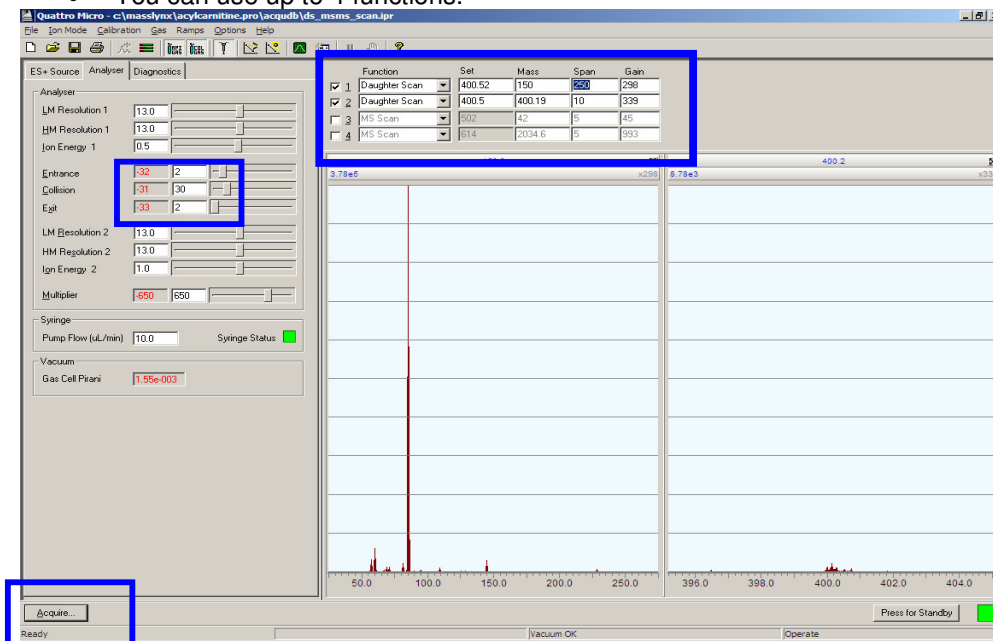 • You can use up to 4 functions.
Quattro Micro - c:\masslynx\acylcarnitine.pro\acqudb\ds_msms_scan.ipr
File Ion Mode Calibration Gas Ramps Options Help
ES+ Source Analyser Diagnostics
Function Set Mass Span Gain
1 Daughter Scan 400.52 150 250 298
2 Daughter Scan 400.5 400.19 10 339
3 MS Scan 502 42 5 45
4 MS Scan 614 2034.6 5 993
Analyser
LM Resolution 1 13.0
HM Resolution 1 13.0
Ion Energy 1 0.5
Entrance -32 2
Collision -31 30
Exit -33 2
LM Resolution 2 13.0
HM Resolution 2 13.0
Ion Energy 2 1.0
Multiplier -650 650
Syringe
Pump Flow (uL/min) 10.0 Syringe Status
Vacuum
Gas Cell Pirani 1.55e-003
400.2
3.78e5 x298 8.78e3 x33
50.0 100.0 150.0 200.0 250.0 396.0 398.0 400.0 402.0 404.0
Acquire... Press for Standby
Ready Vacuum OK Operate